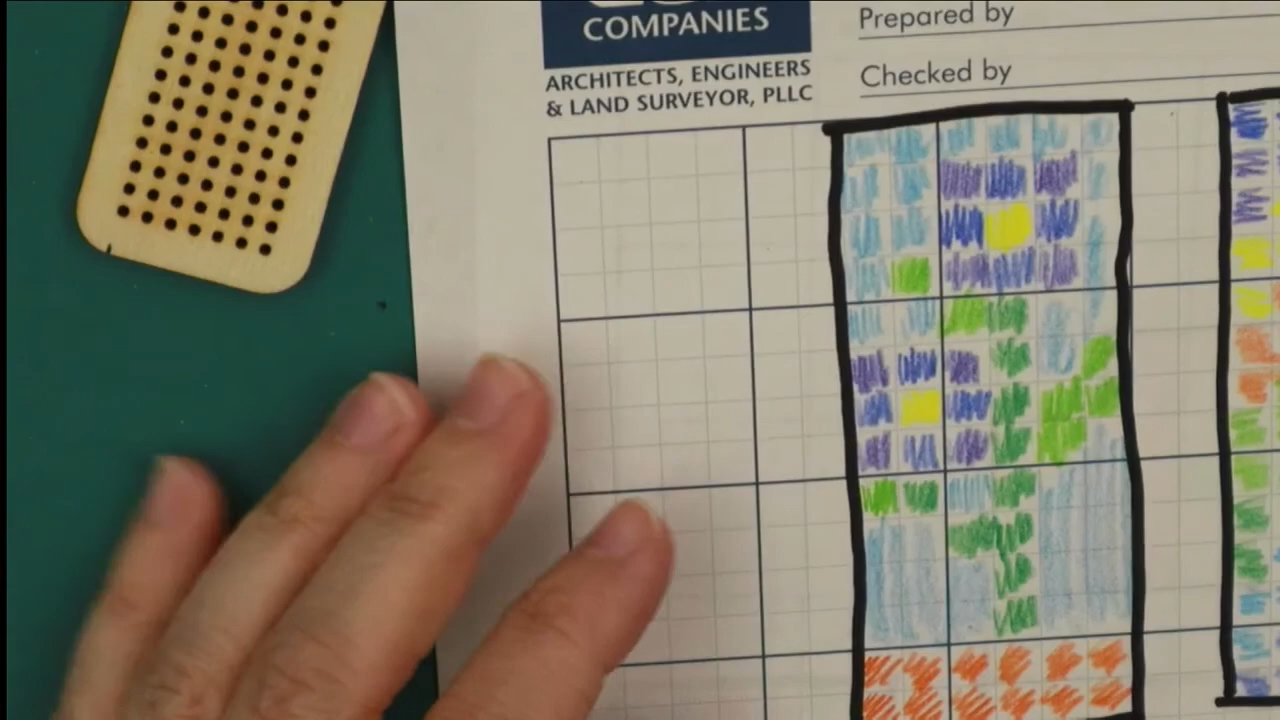 COMPANIES
ARCHITECTS, ENGINEERS
& LAND SURVEYOR, PLLC
Prepared by
Checked by